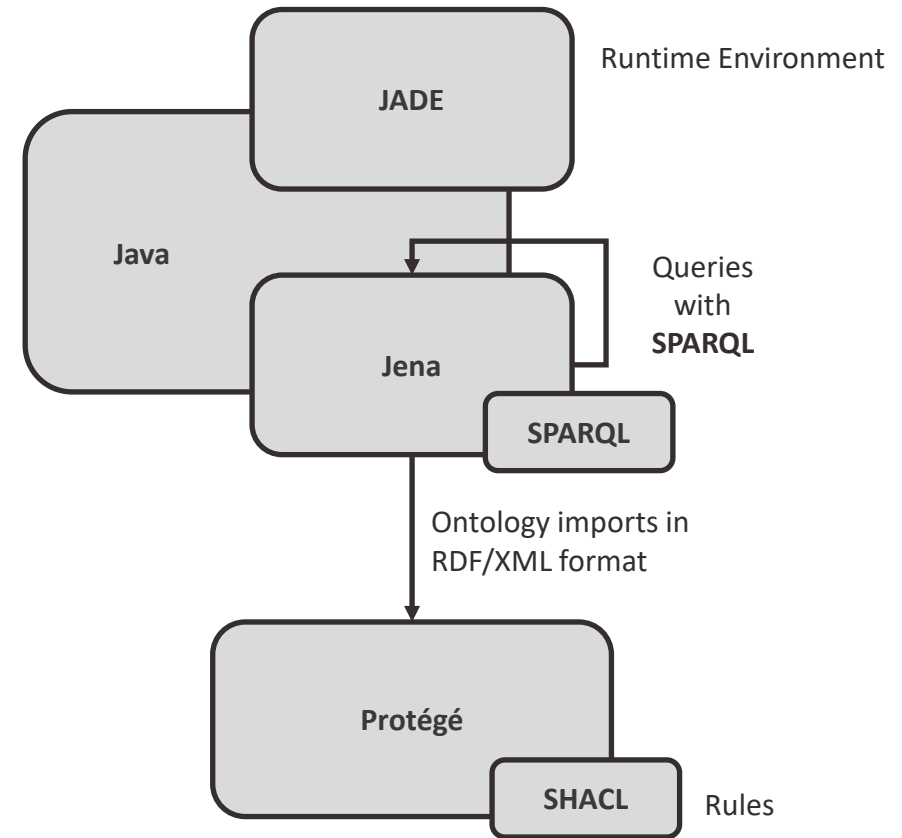 JADE
Runtime Environment
Java
Queries
with
SPARQL
Jena
SPARQL
Ontology imports in
RDF/XML format
Protégé
SHACL
Rules